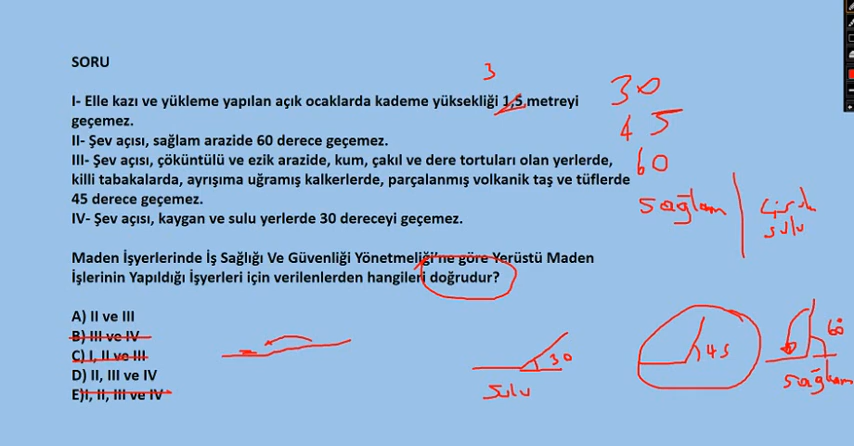 SORU
3
I- Elle kazı ve yükleme yapılan açık ocaklarda kademe yüksekliği 1,5 metreyi
geçemez.
II- Şev açısı, sağlam arazide 60 derece geçemez.
III- Şev açısı, çöküntülü ve ezik arazide, kum, çakıl ve dere tortuları olan yerlerde,
killi tabakalarda, ayrışıma uğramış kalkerlerde, parçalanmış volkanik taş ve tüflerde
45 derece geçemez.
IV- Şev açısı, kaygan ve sulu yerlerde 30 dereceyi geçemez.
30
45
60
sağlam
sulu
Maden İşyerlerinde İş Sağlığı Ve Güvenliği Yönetmeliği'ne göre Yerüstü Maden
İşlerinin Yapıldığı İşyerleri için verilenlerden hangileri doğrudur?
A) II ve III
B) III ve IV
C) I, II ve III
D) II, III ve IV
E)I, II, III ve IV
30
sulu
45
60°
sağlam